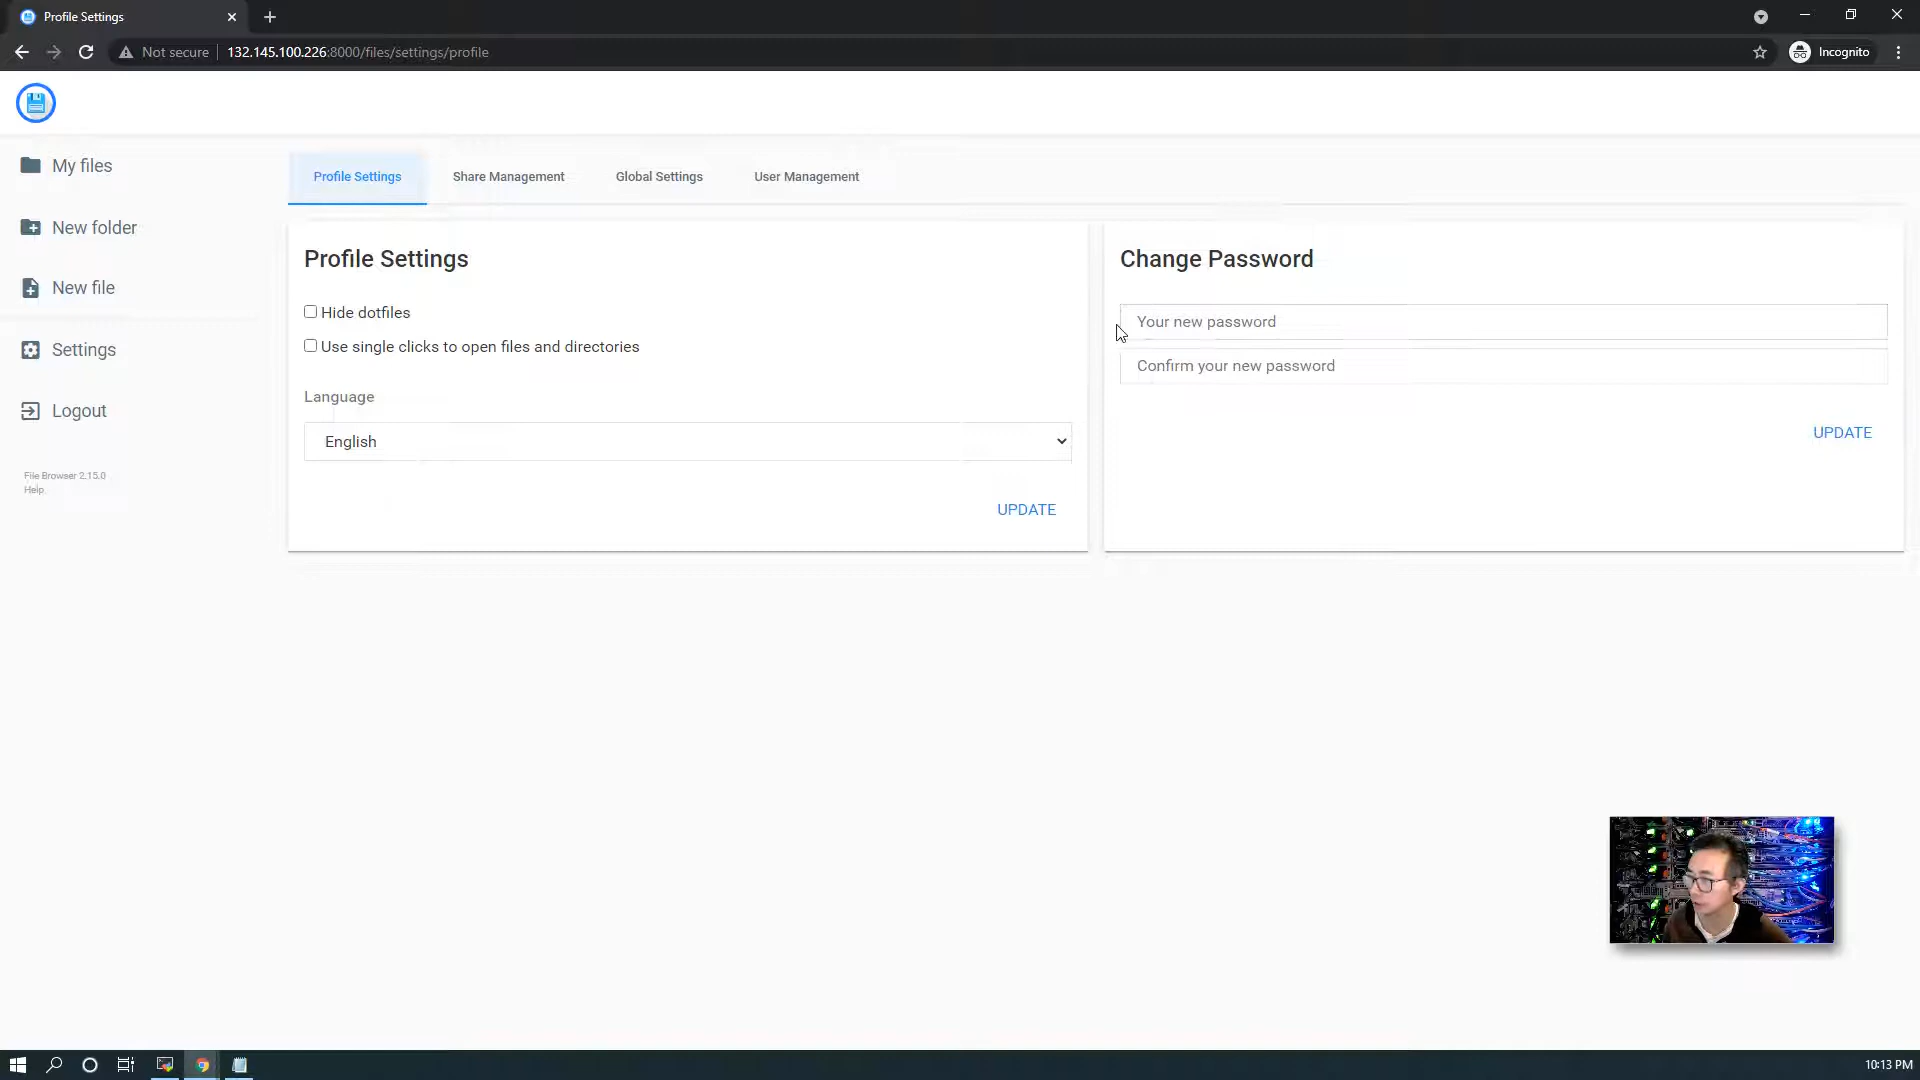 Profile Settings
Not secure
132.145.100.226:8000/files/settings/profile
Incognito
My files
New folder
New file
Settings
Logout
File Browser 2.15.0
Help
Profile Settings
Share Management
Global Settings
User Management
Profile Settings
Hide dotfiles
Use single clicks to open files and directories
Language
English
UPDATE
Change Password
Your new password
Confirm your new password
UPDATE
10:13 PM